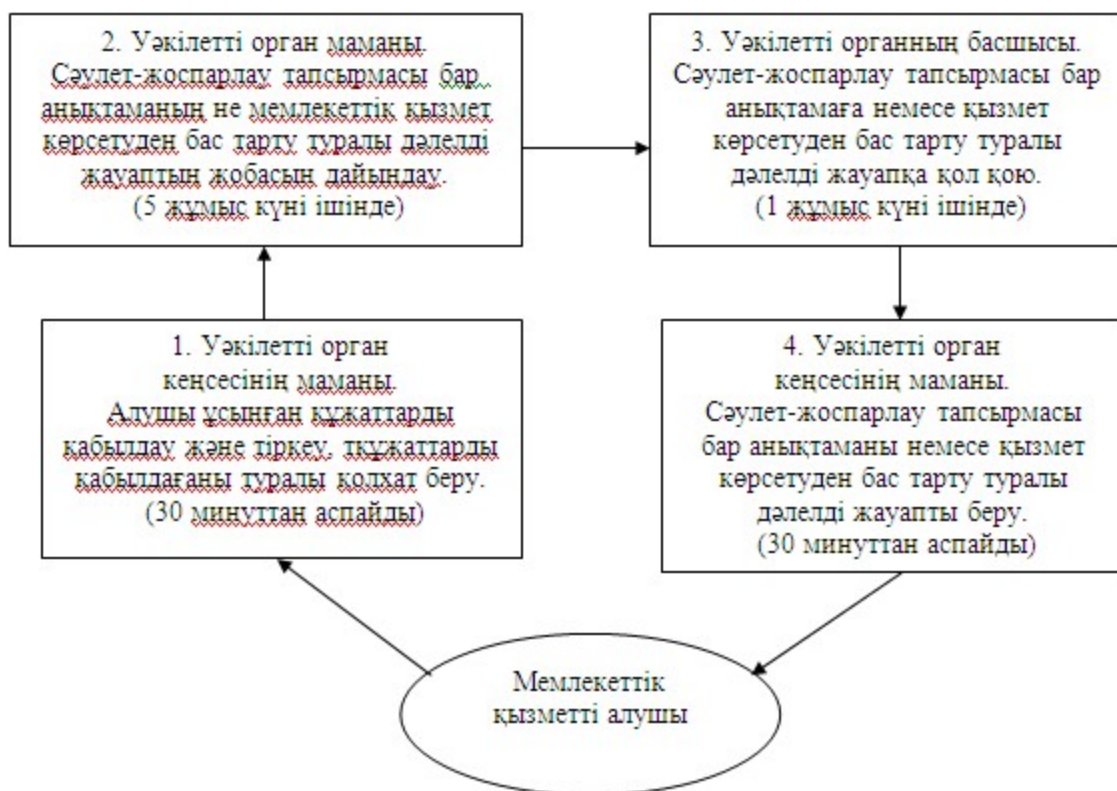 2. Уәкілетті орган маманы.
Сәулет-жоспарлау тапсырмасы бар
анықтаманың не мемлекеттік қызмет
көрсетуден бас тарту туралы дәлелді
жауаптың жобасын дайындау.
(5 жұмыс күні ішінде)
3. Уәкілетті органның басшысы.
Сәулет-жоспарлау тапсырмасы бар
анықтамаға немесе қызмет
көрсетуден бас тарту туралы
дәлелді жауапқа қол қою.
(1 жұмыс күні ішінде)
1. Уәкілетті орган
кеңсесінің маманы.
Алушы ұсынған құжаттарды
қабылдау және тіркеу, тқұжаттарды
қабылдағаны туралы қолхат беру.
(30 минуттан аспайды)
4. Уәкілетті орган
кеңсесінің маманы.
Сәулет-жоспарлау тапсырмасы
бар анықтаманы немесе қызмет
көрсетуден бас тарту туралы
дәлелді жауапты беру.
(30 минуттан аспайды)
Мемлекеттік
қызметті алушы